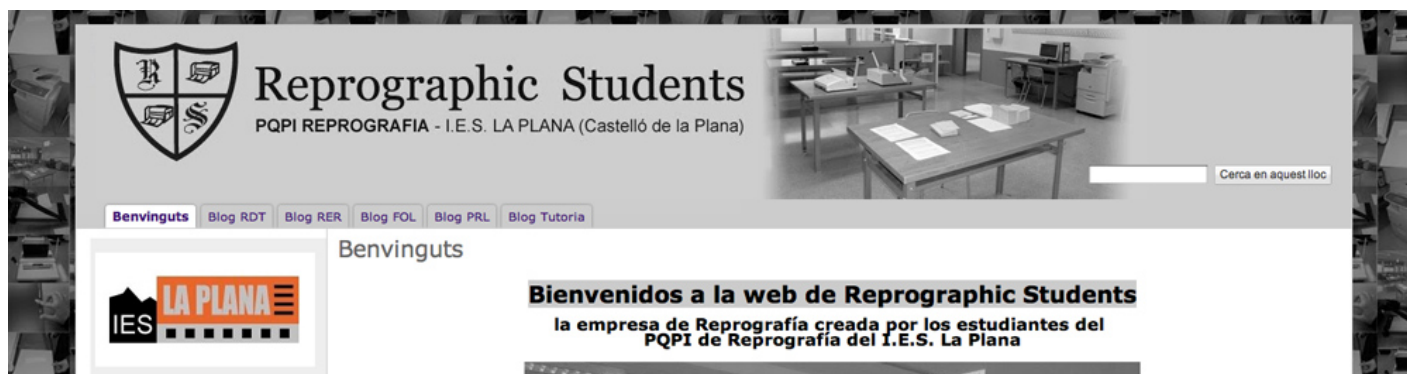 R
S
Reprographic Students
PQPI REPROGRAFIA - I.E.S. LA PLANA (Castelló de la Plana)
Cerca en aquest lloc
Benvinguts Blog RDT Blog RER Blog FOL Blog PRL Blog Tutoria
IES LA PLANA
Benvinguts
Bienvenidos a la web de Reprographic Students
la empresa de Reprografía creada por los estudiantes del
PQPI de Reprografía del I.E.S. La Plana